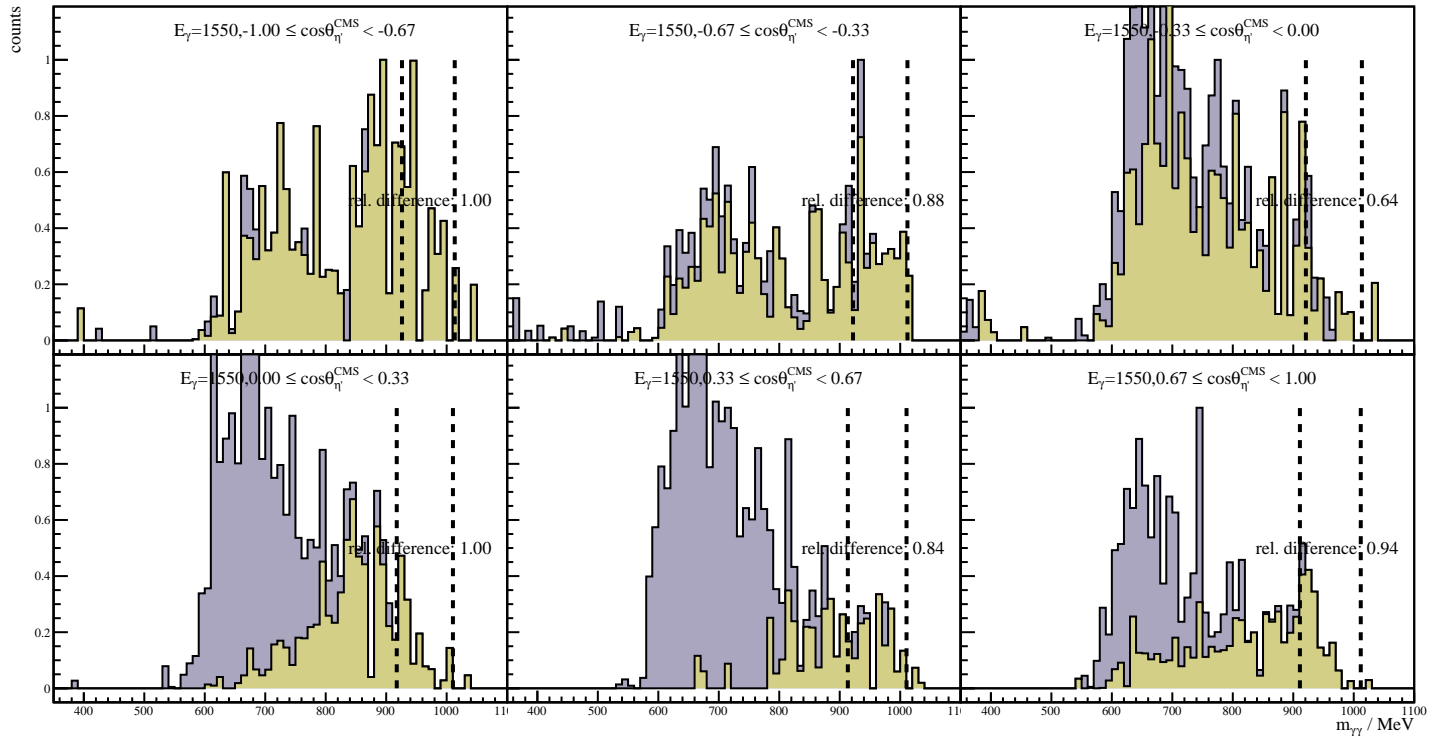 counts
E_γ=1550,-1.00 ≤ cosθ_η'^CMS < -0.67
E_γ=1550,-0.67 ≤ cosθ_η'^CMS < -0.33
E_γ=1550,-0.33 ≤ cosθ_η'^CMS < 0.00
1
0.8
0.6
0.4
0.2
0
rel. difference: 1.00
rel. difference: 0.88
rel. difference: 0.64
E_γ=1550,0.00 ≤ cosθ_η'^CMS < 0.33
E_γ=1550,0.33 ≤ cosθ_η'^CMS < 0.67
E_γ=1550,0.67 ≤ cosθ_η'^CMS < 1.00
1
0.8
0.6
0.4
0.2
0
rel. difference: 1.00
rel. difference: 0.84
rel. difference: 0.94
400 500 600 700 800 900 1000 400 500 600 700 800 900 1000 400 500 600 700 800 900 1000 1100
m_γγ / MeV